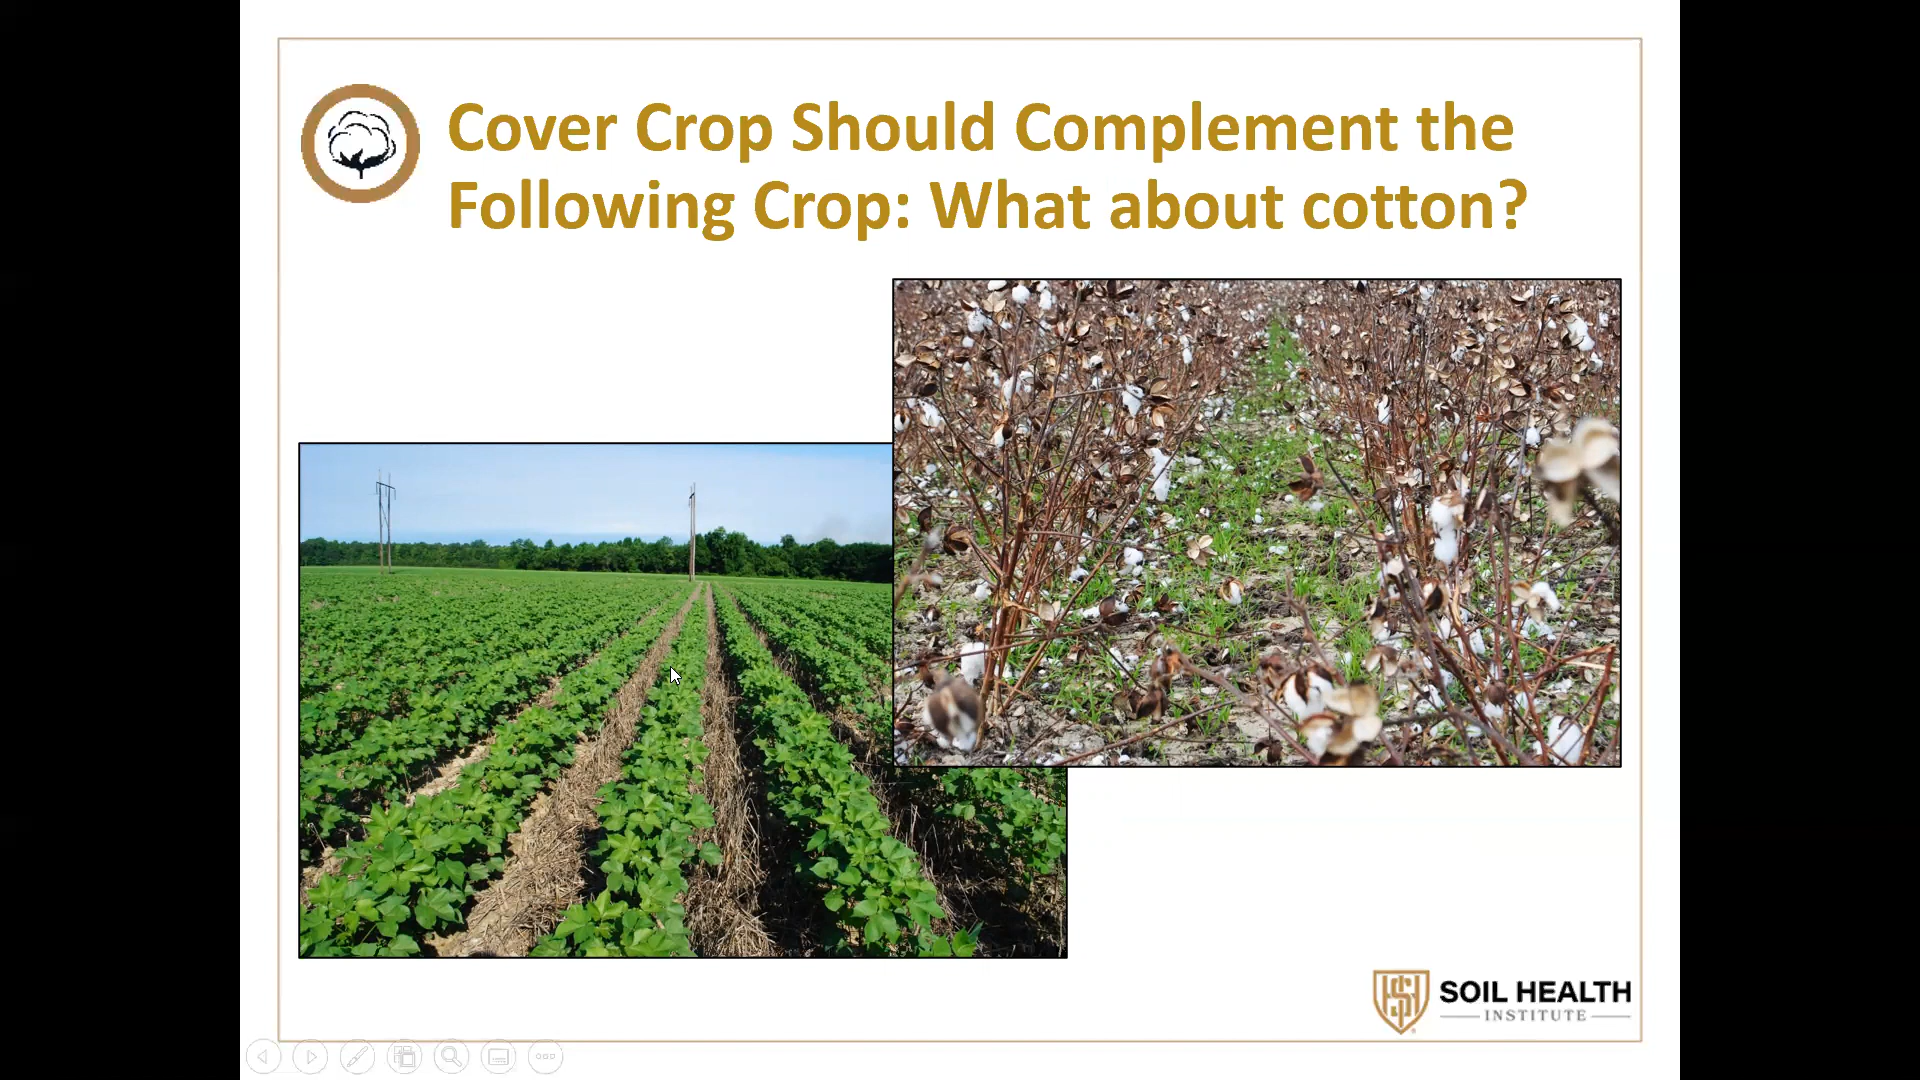 Cover Crop Should Complement the
Following Crop: What about cotton?
SOIL HEALTH
INSTITUTE